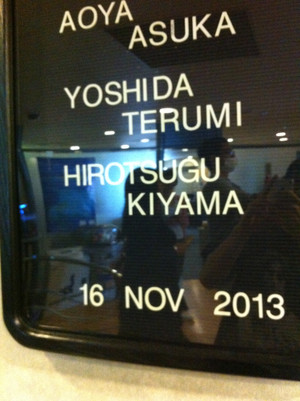 AOYA
ASUKA
YOSHIDA
TERUMI
HIROTSUGU
KIYAMA
16 NOV 2013